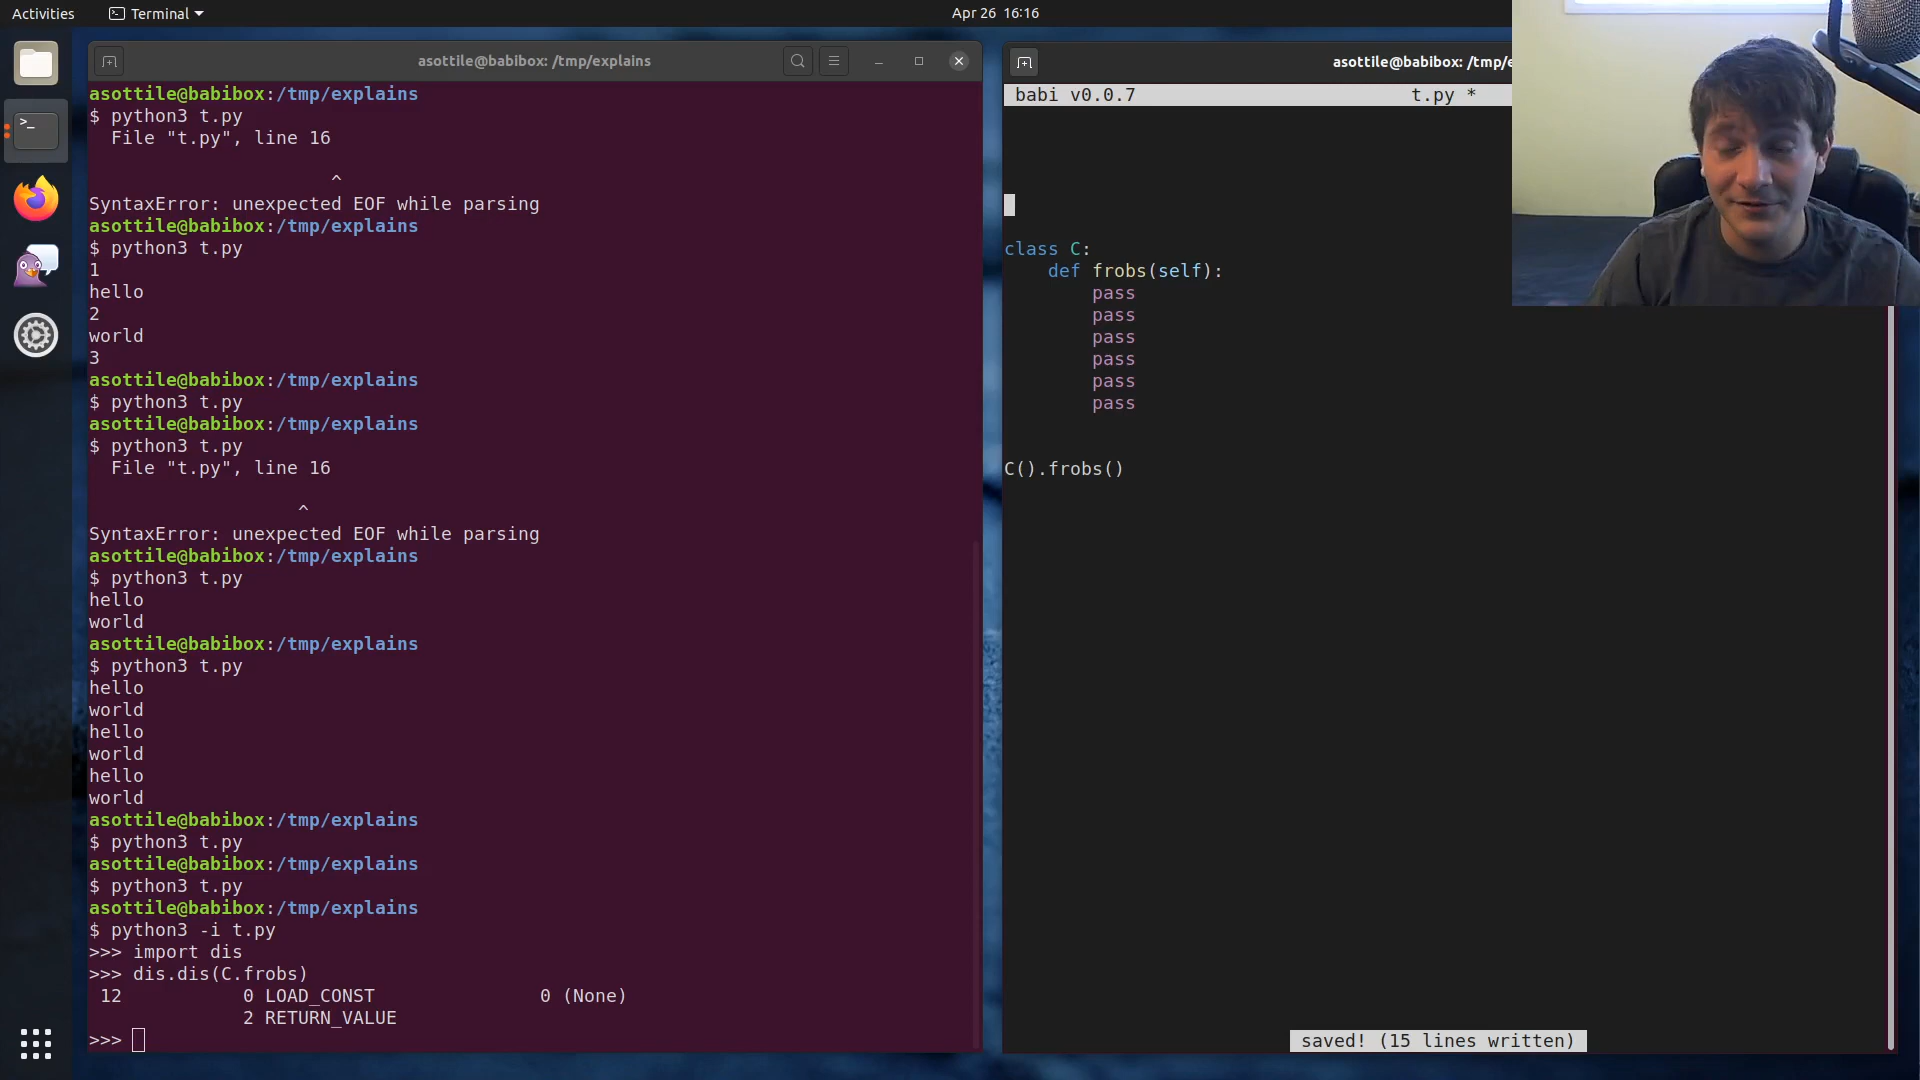 Activities
Terminal
Apr 26 16:16
asottile@babibox: /tmp/explains
asottile@babibox:/tmp/explains
$ python3 t.py
File "t.py", line 16
^
SyntaxError: unexpected EOF while parsing
asottile@babibox:/tmp/explains
$ python3 t.py
1
hello
2
world
3
asottile@babibox:/tmp/explains
$ python3 t.py
asottile@babibox:/tmp/explains
$ python3 t.py
File "t.py", line 16
^
SyntaxError: unexpected EOF while parsing
asottile@babibox:/tmp/explains
$ python3 t.py
hello
world
asottile@babibox:/tmp/explains
$ python3 t.py
hello
world
hello
world
hello
world
asottile@babibox:/tmp/explains
$ python3 t.py
asottile@babibox:/tmp/explains
$ python3 t.py
asottile@babibox:/tmp/explains
$ python3 -i t.py
>>> import dis
>>> dis.dis(C.frobs)
12 0 LOAD_CONST 0 (None)
2 RETURN_VALUE
>>>
asottile@babibox: /tmp/e
babi v0.0.7 t.py *
class C:
def frobs(self):
pass
pass
pass
pass
pass
pass
C().frobs()
saved! (15 lines written)